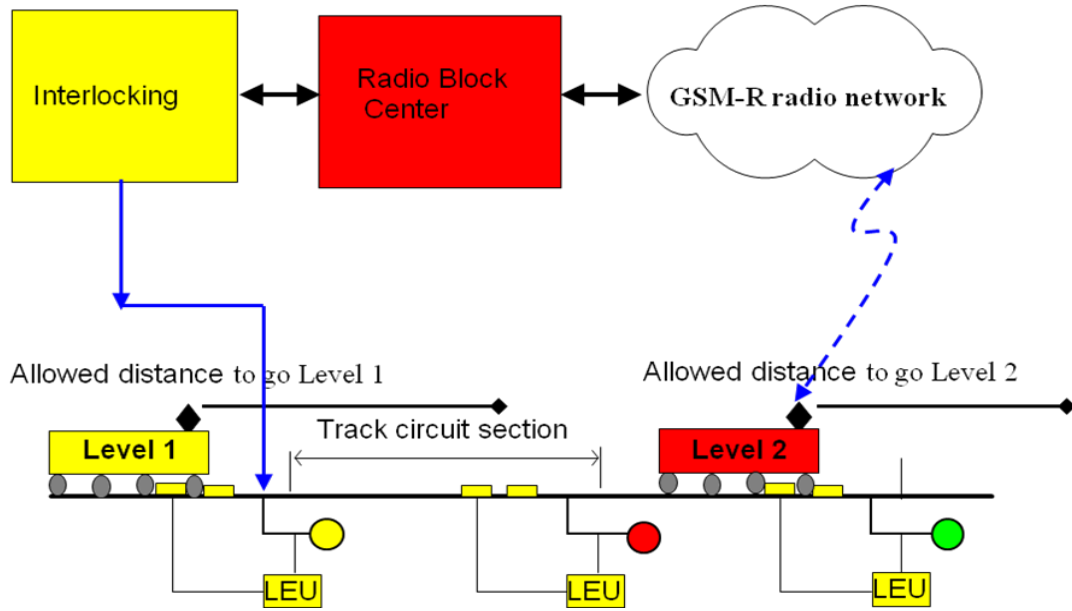 Interlocking
Radio Block
Center
GSM-R radio network
Allowed distance to go Level 1
Allowed distance to go Level 2
Track circuit section
Level 1
Level 2
LEU
LEU
LEU